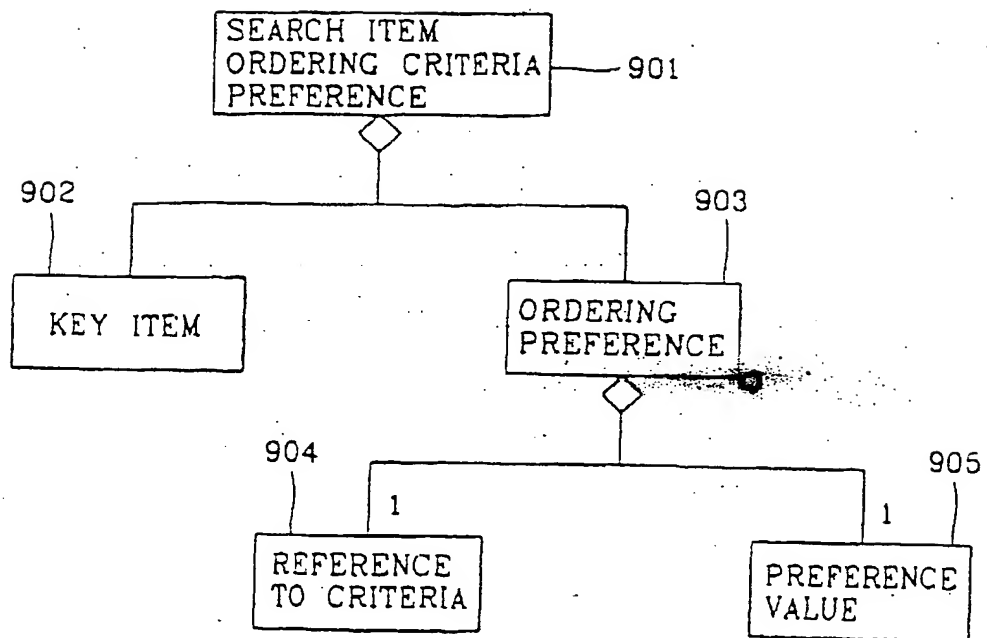 SEARCH ITEM
ORDERING CRITERIA
PREFERENCE
901
902
903
KEY ITEM
ORDERING
PREFERENCE
904
905
1
1
REFERENCE
TO CRITERIA
PREFERENCE
VALUE